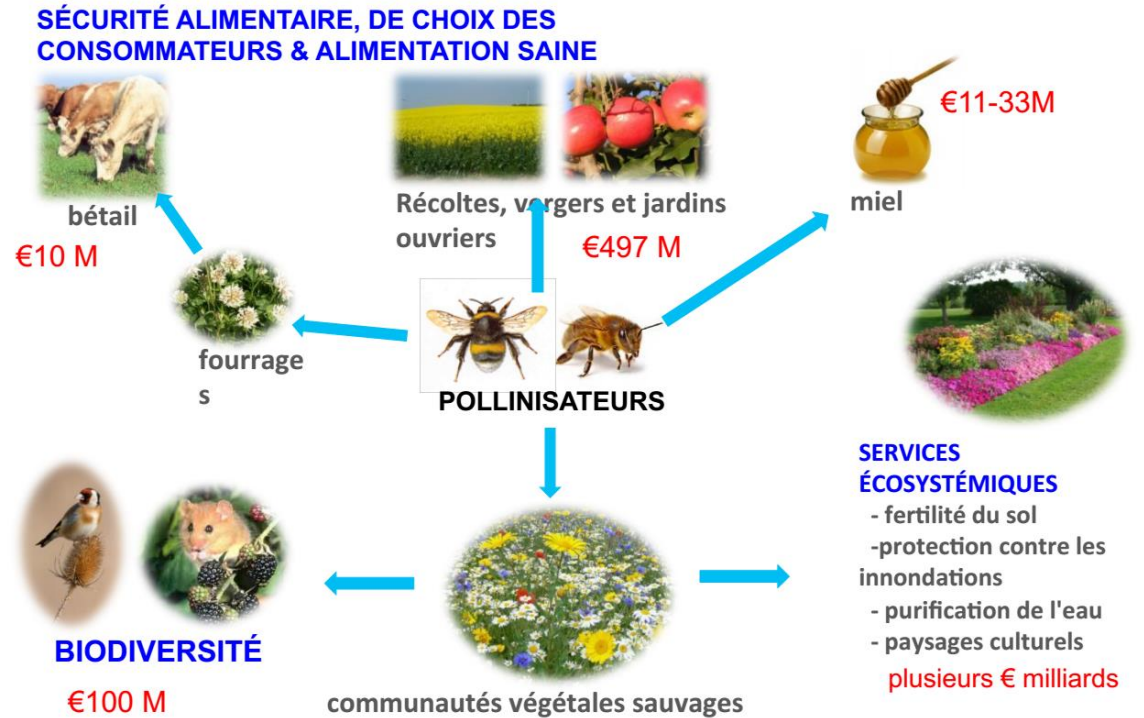 SÉCURITÉ ALIMENTAIRE, DE CHOIX DES
CONSOMMATEURS & ALIMENTATION SAINE
€11-33M
bétail
Récoltes, vergers et jardins
ouvriers
miel
€10 M
€497 M
fourrage
s
POLLINISATEURS
SERVICES
ÉCOSYSTÉMIQUES
- fertilité du sol
-protection contre les
innondations
- purification de l'eau
- paysages culturels
plusieurs € milliards
BIODIVERSITÉ
€100 M
communautés végétales sauvages